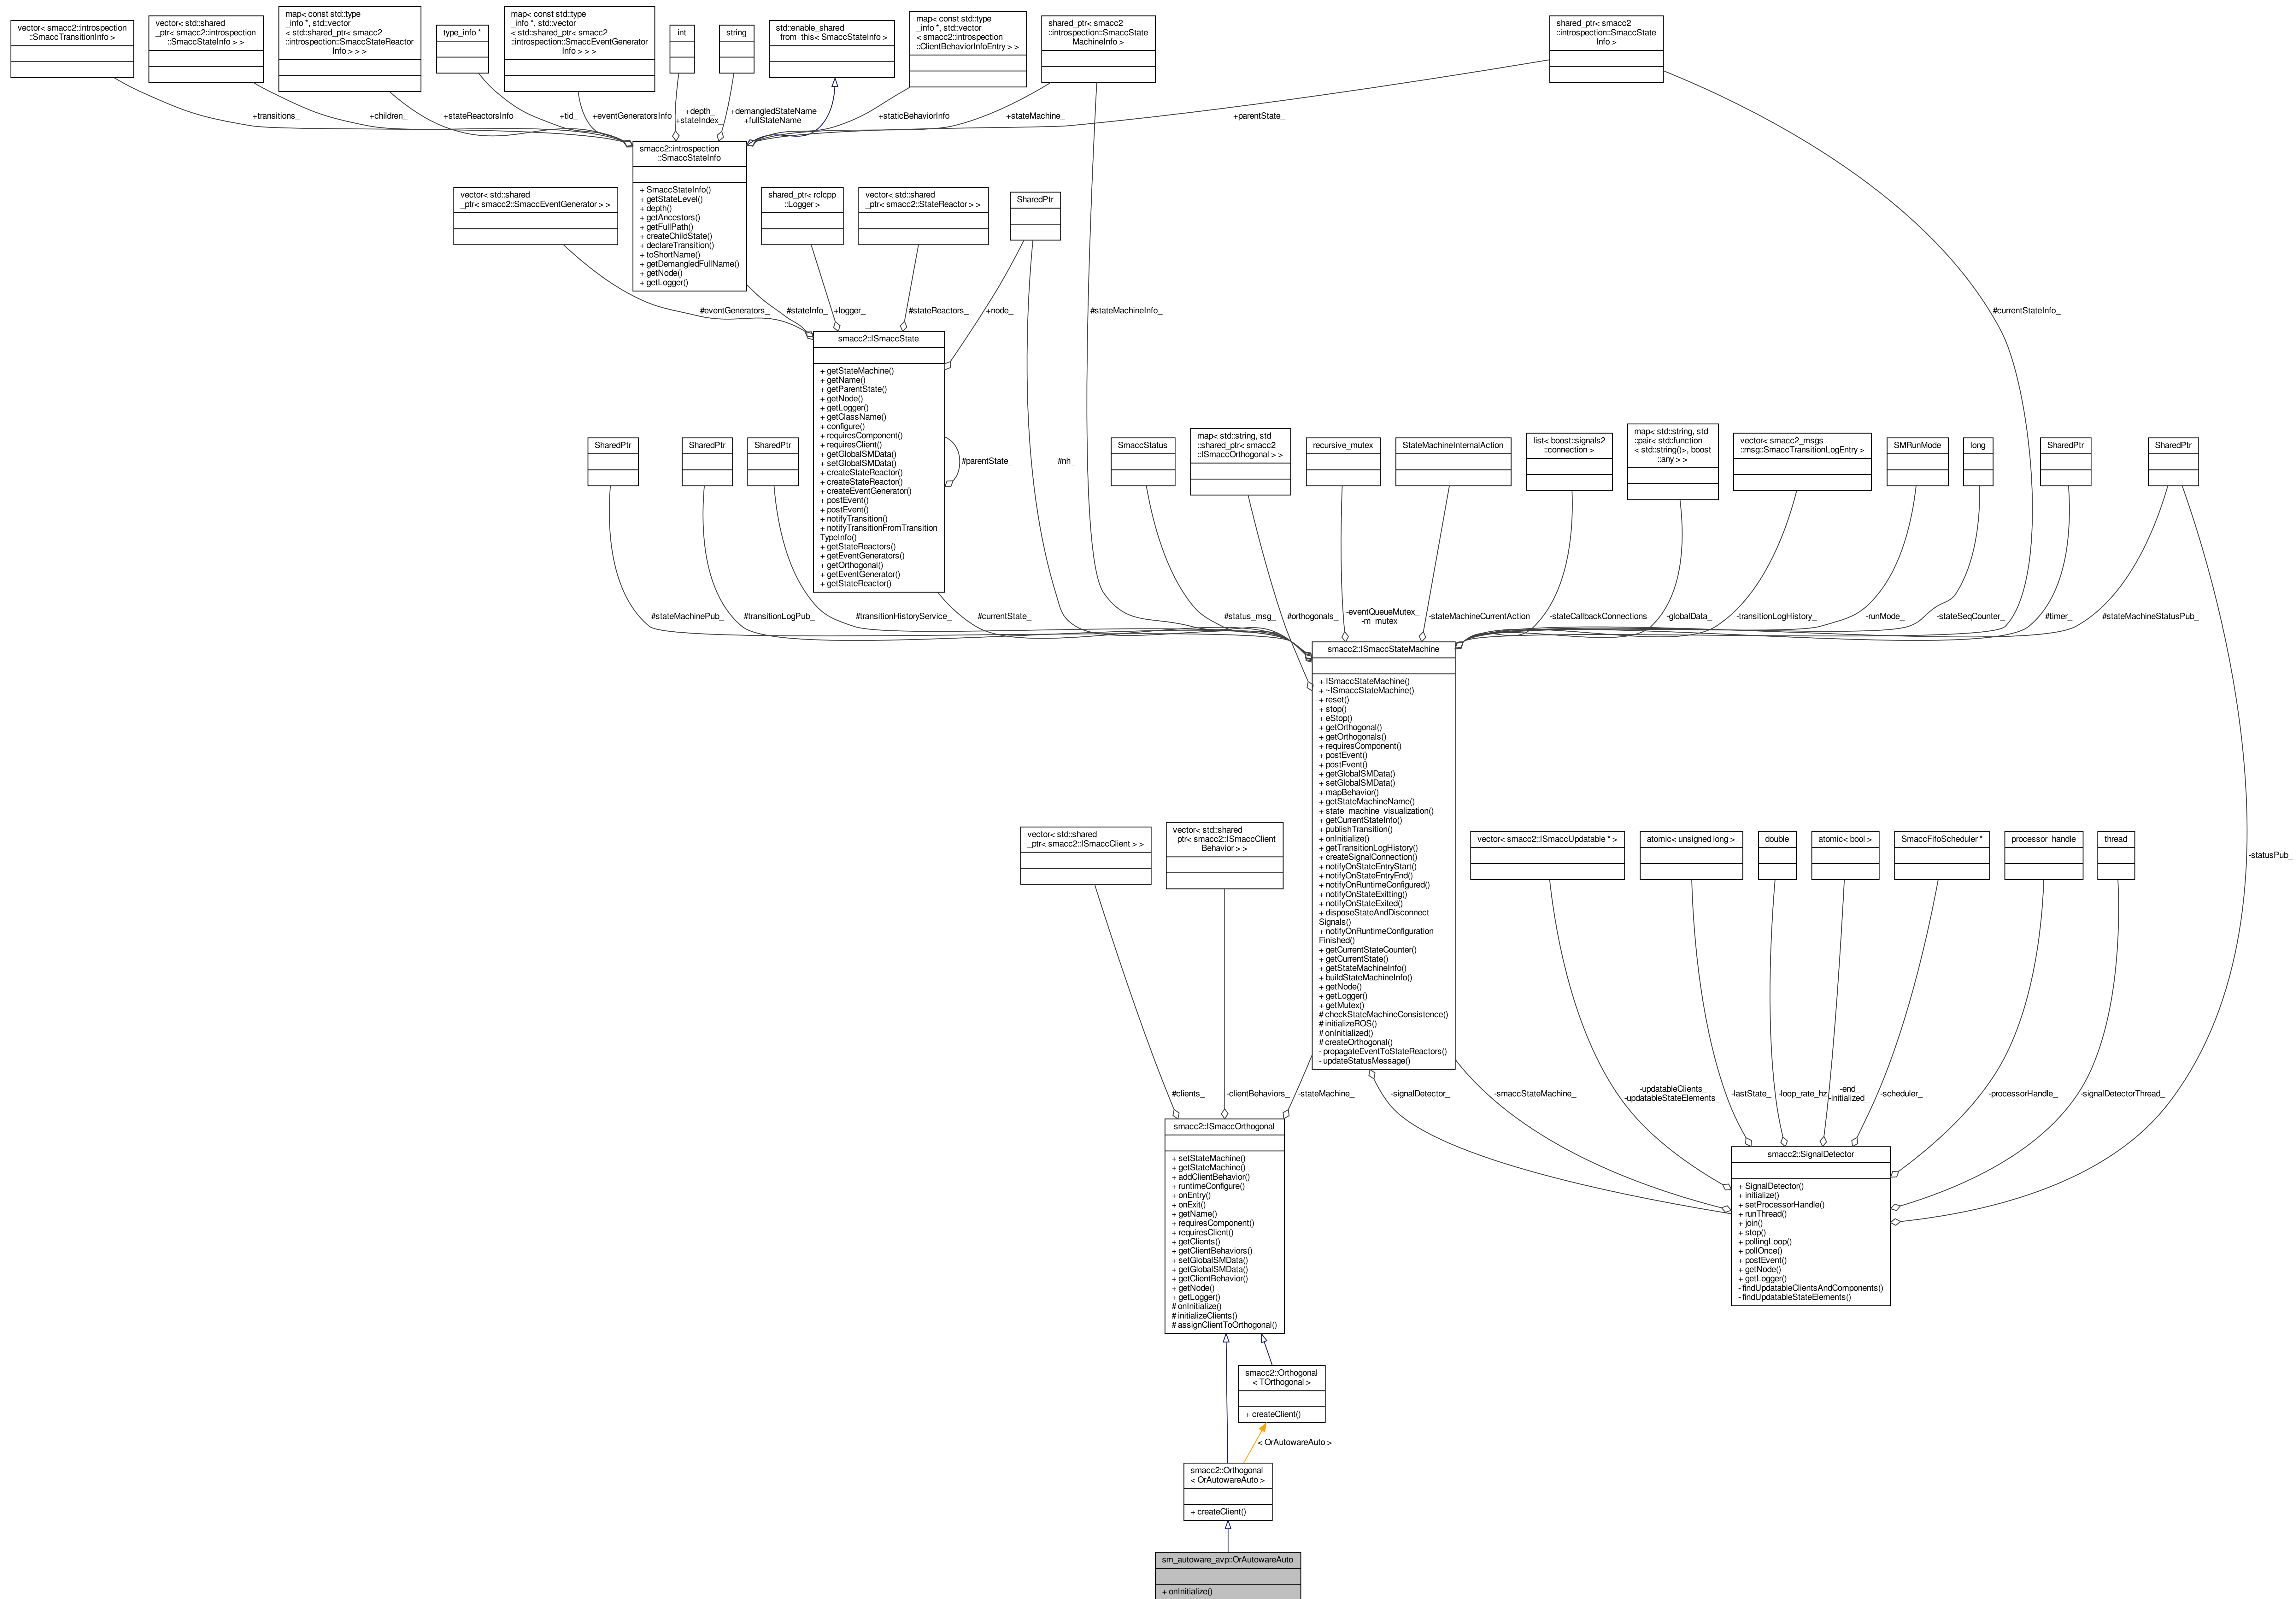 vector< smacc2::introspection
::SmaccTransitionInfo >
vector< std::shared
_ptr< smacc2::introspection
::SmaccStateInfo > >
map< const std::type
_info *, std::vector
< std::shared_ptr< smacc2
::introspection::SmaccStateReactor
Info > > >
type_info *
map< const std::type
_info *, std::vector
< std::shared_ptr< smacc2
::introspection::SmaccEventGenerator
Info > > >
int
string
std::enable_shared
_from_this< SmaccStateInfo >
map< const std::type
_info *, std::vector
< smacc2::introspection
::ClientBehaviorInfoEntry > >
shared_ptr< smacc2
::introspection::SmaccState
MachineInfo >
shared_ptr< smacc2
::introspection::SmaccState
Info >
+transitions_
+children_
+stateReactorsInfo
+tid_
+eventGeneratorsInfo
+depth_
+stateIndex_
+demangledStateName
+fullStateName
+staticBehaviorInfo
+stateMachine_
+parentState_
smacc2::introspection
::SmaccStateInfo
+ SmaccStateInfo()
+ getStateLevel()
+ depth()
+ getAncestors()
+ getFullPath()
+ createChildState()
+ declareTransition()
+ toShortName()
+ getDemangledFullName()
+ getNode()
+ getLogger()
vector< std::shared
_ptr< smacc2::SmaccEventGenerator > >
shared_ptr< rclcpp
::Logger >
vector< std::shared
_ptr< smacc2::StateReactor > >
SharedPtr
#eventGenerators_
#stateInfo_
+logger_
#stateReactors_
+node_
#stateMachineInfo_
#currentStateInfo_
smacc2::ISmaccState
+ getStateMachine()
+ getName()
+ getParentState()
+ getNode()
+ getLogger()
+ getClassName()
+ configure()
+ requiresComponent()
+ requiresClient()
+ getGlobalSMData()
+ setGlobalSMData()
+ createStateReactor()
+ createStateReactor()
+ createEventGenerator()
+ postEvent()
+ postEvent()
+ notifyTransition()
+ notifyTransitionFromTransition
TypeInfo()
+ getStateReactors()
+ getEventGenerators()
+ getOrthogonal()
+ getEventGenerator()
+ getStateReactor()
#parentState_
#nh_
SharedPtr
SharedPtr
SharedPtr
SmaccStatus
map< std::string, std
::shared_ptr< smacc2
::ISmaccOrthogonal > >
recursive_mutex
StateMachineInternalAction
list< boost::signals2
::connection >
map< std::string, std
::pair< std::function
< std::string()>, boost
::any > >
vector< smacc2_msgs
::msg::SmaccTransitionLogEntry >
SMRunMode
long
SharedPtr
SharedPtr
#stateMachinePub_
#transitionLogPub_
#transitionHistoryService_
#currentState_
#status_msg_
#orthogonals_
-eventQueueMutex_
-m_mutex_
-stateMachineCurrentAction
-stateCallbackConnections
-globalData_
-transitionLogHistory_
-runMode_
-stateSeqCounter_
#timer_
#stateMachineStatusPub_
smacc2::ISmaccStateMachine
+ ISmaccStateMachine()
+ ~ISmaccStateMachine()
+ reset()
+ stop()
+ eStop()
+ getOrthogonal()
+ getOrthogonals()
+ requiresComponent()
+ postEvent()
+ postEvent()
+ getGlobalSMData()
+ setGlobalSMData()
+ mapBehavior()
+ getStateMachineName()
+ state_machine_visualization()
+ getCurrentStateInfo()
+ publishTransition()
+ onInitialize()
+ getTransitionLogHistory()
+ createSignalConnection()
+ notifyOnStateEntryStart()
+ notifyOnStateEntryEnd()
+ notifyOnRuntimeConfigured()
+ notifyOnStateExitting()
+ notifyOnStateExited()
+ disposeStateAndDisconnect
Signals()
+ notifyOnRuntimeConfiguration
Finished()
+ getCurrentStateCounter()
+ getCurrentState()
+ getStateMachineInfo()
+ buildStateMachineInfo()
+ getNode()
+ getLogger()
+ getMutex()
# checkStateMachineConsistence()
# initializeROS()
# onInitialized()
# createOrthogonal()
- propagateEventToStateReactors()
- updateStatusMessage()
vector< std::shared
_ptr< smacc2::ISmaccClient > >
vector< std::shared
_ptr< smacc2::ISmaccClient
Behavior > >
vector< smacc2::ISmaccUpdatable * >
atomic< unsigned long >
double
atomic< bool >
SmaccFifoScheduler *
processor_handle
thread
-statusPub_
#clients_
-clientBehaviors_
-stateMachine_
-signalDetector_
-smaccStateMachine_
-updatableClients_
-updatableStateElements_
-lastState_
-loop_rate_hz
-end_
-initialized_
-scheduler_
-processorHandle_
-signalDetectorThread_
smacc2::ISmaccOrthogonal
+ setStateMachine()
+ getStateMachine()
+ addClientBehavior()
+ runtimeConfigure()
+ onEntry()
+ onExit()
+ getName()
+ requiresComponent()
+ requiresClient()
+ getClients()
+ getClientBehaviors()
+ setGlobalSMData()
+ getGlobalSMData()
+ getClientBehavior()
+ getNode()
+ getLogger()
# onInitialize()
# initializeClients()
# assignClientToOrthogonal()
smacc2::SignalDetector
+ SignalDetector()
+ initialize()
+ setProcessorHandle()
+ runThread()
+ join()
+ stop()
+ pollingLoop()
+ pollOnce()
+ postEvent()
+ getNode()
+ getLogger()
- findUpdatableClientsAndComponents()
- findUpdatableStateElements()
smacc2::Orthogonal
< TOrthogonal >
+ createClient()
< OrAutowareAuto >
smacc2::Orthogonal
< OrAutowareAuto >
+ createClient()
sm_autoware_avp::OrAutowareAuto
+ onInitialize()